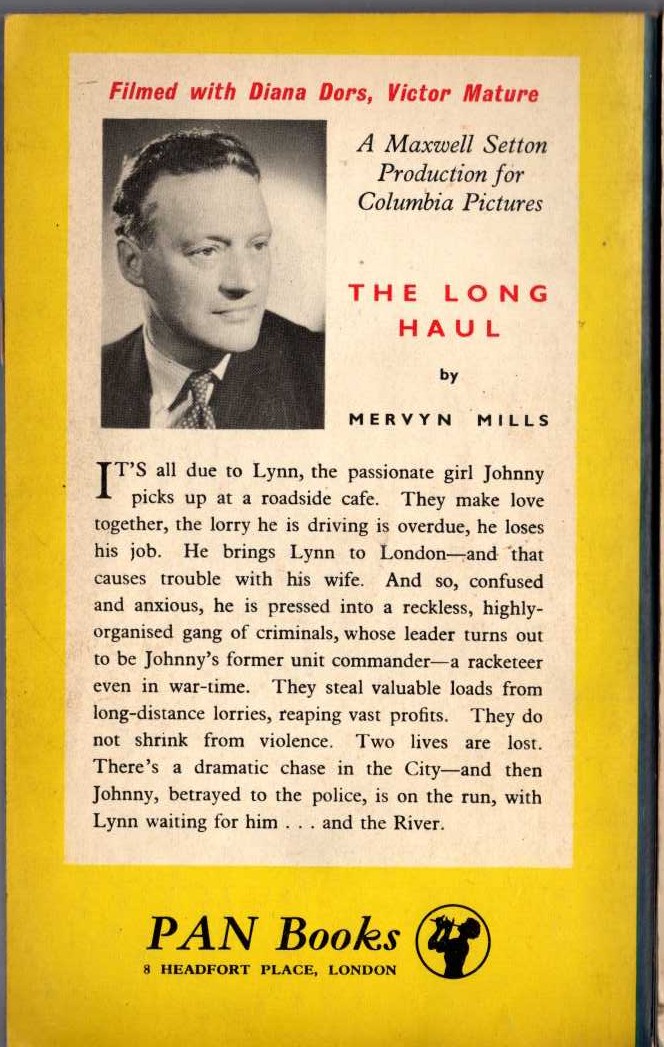 Filmed with Diana Dors, Victor Mature
A Maxwell Setton
Production for
Columbia Pictures
THE LONG
HAUL
by
MERVYN MILLS
IT'S all due to Lynn, the passionate girl Johnny
picks up at a roadside cafe. They make love
together, the lorry he is driving is overdue, he loses
his job. He brings Lynn to London—and that
causes trouble with his wife. And so, confused
and anxious, he is pressed into a reckless, highly-
organised gang of criminals, whose leader turns out
to be Johnny's former unit commander—a racketeer
even in war-time. They steal valuable loads from
long-distance lorries, reaping vast profits. They do
not shrink from violence. Two lives are lost.
There's a dramatic chase in the City—and then
Johnny, betrayed to the police, is on the run, with
Lynn waiting for him . . . and the River.
PAN Books
8 HEADFORT PLACE, LONDON